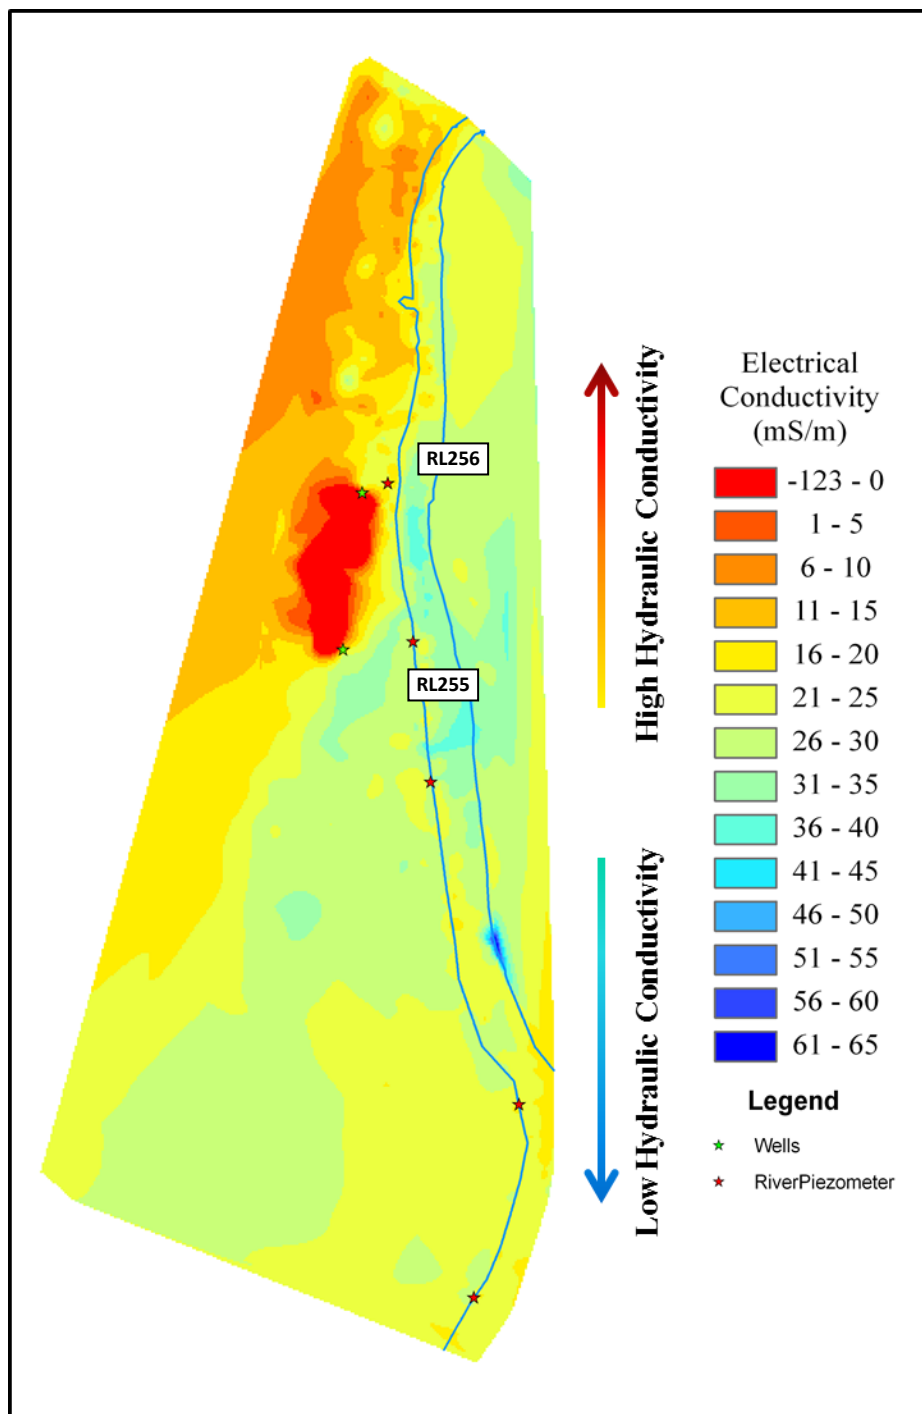 RL256
RL255
High Hydraulic Conductivity
Low Hydraulic Conductivity
Electrical
Conductivity
(mS/m)
-123 - 0
1 - 5
6 - 10
11 - 15
16 - 20
21 - 25
26 - 30
31 - 35
36 - 40
41 - 45
46 - 50
51 - 55
56 - 60
61 - 65
Legend
Wells
RiverPiezometer